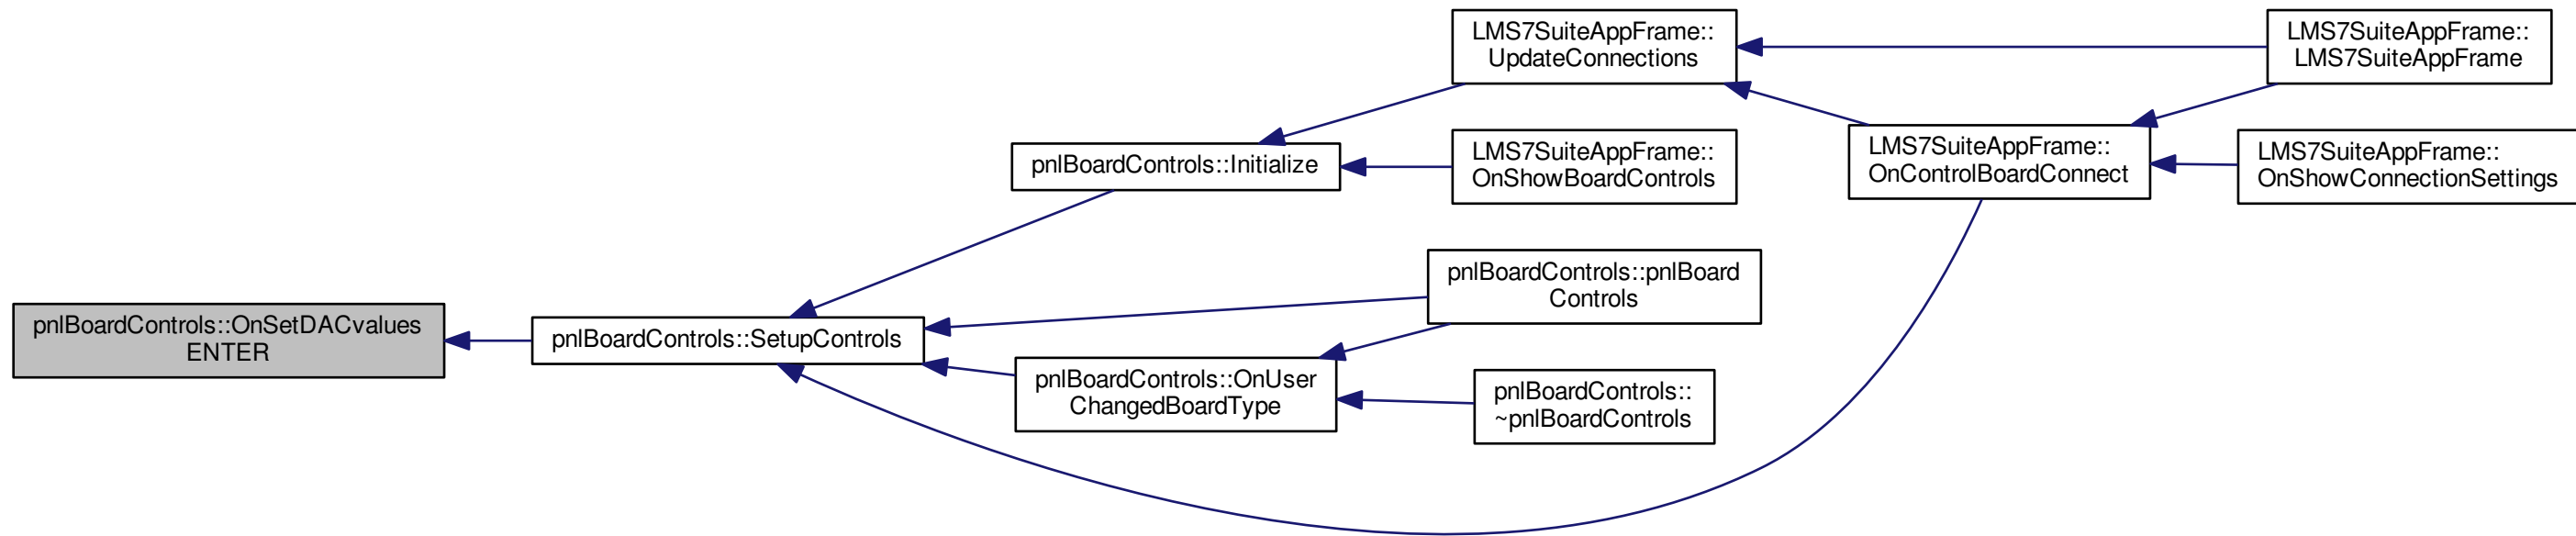 LMS7SuiteAppFrame::
UpdateConnections
LMS7SuiteAppFrame::
LMS7SuiteAppFrame
pnlBoardControls::Initialize
LMS7SuiteAppFrame::
OnShowBoardControls
LMS7SuiteAppFrame::
OnControlBoardConnect
LMS7SuiteAppFrame::
OnShowConnectionSettings
pnlBoardControls::OnSetDACvalues
ENTER
pnlBoardControls::SetupControls
pnlBoardControls::pnlBoard
Controls
pnlBoardControls::OnUser
ChangedBoardType
pnlBoardControls::
~pnlBoardControls